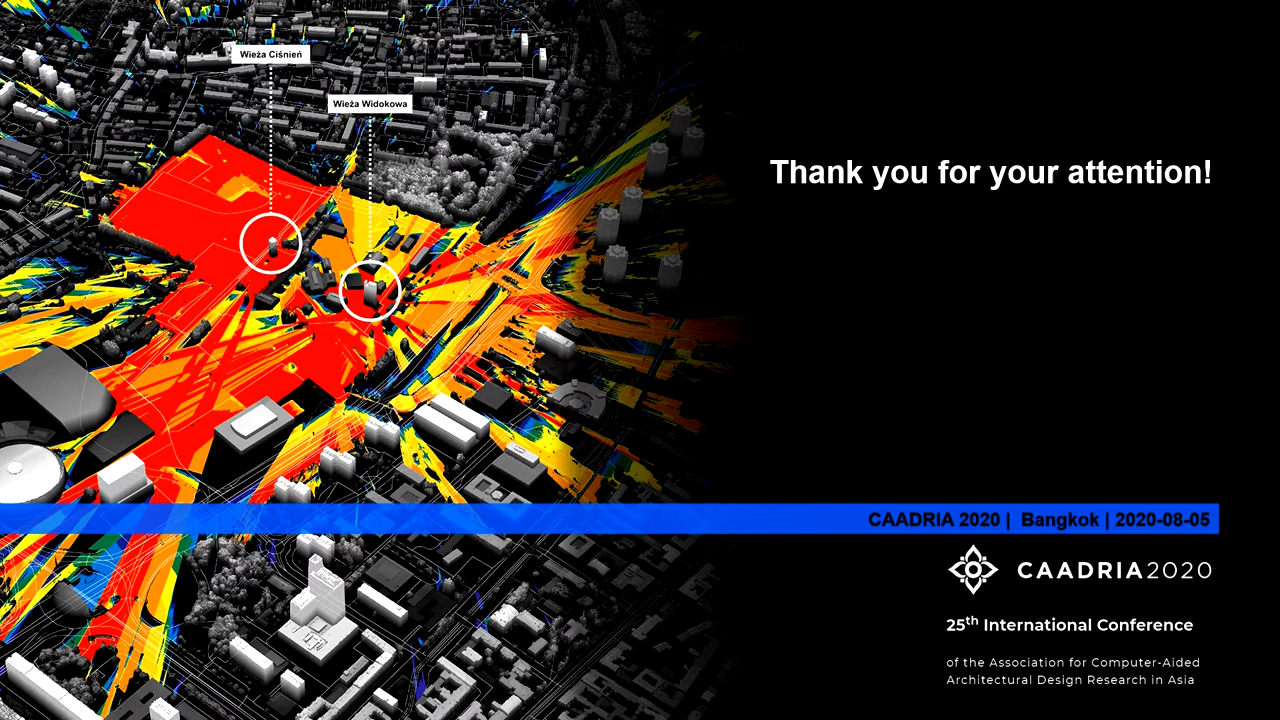 Wieża Ciśnień
Wieża Widokowa
Thank you for your attention!
CAADRIA 2020 | Bangkok | 2020-08-05
CAADRIA2020
25th International Conference
of the Association for Computer-Aided
Architectural Design Research in Asia